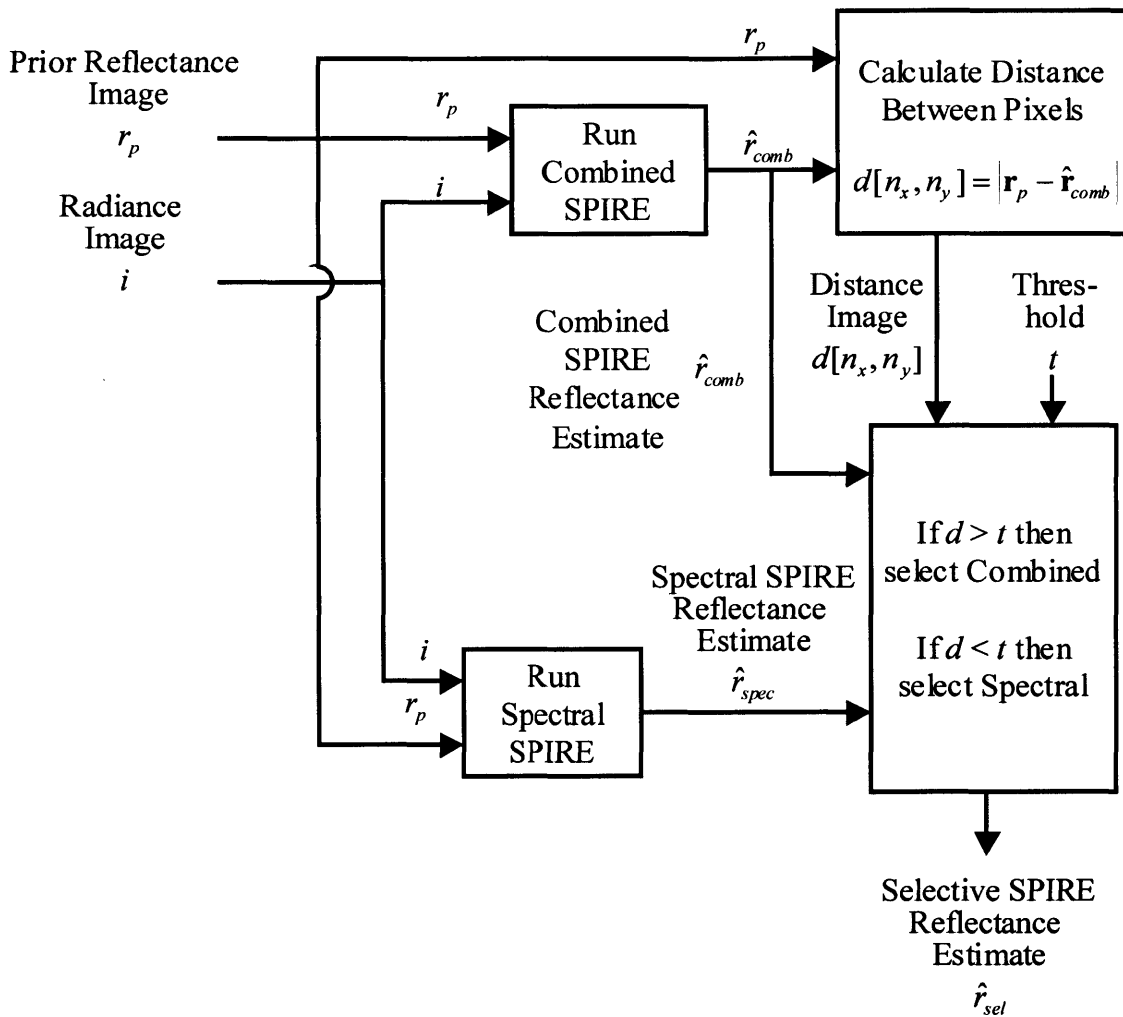 Prior Reflectance
Image
r_p
Radiance
Image
i
r_p
r_p
i
Run
Combined
SPIRE
r̂_comb
Calculate Distance
Between Pixels
d[n_x, n_y] = |r_p − r̂_comb|
Combined
SPIRE
Reflectance
Estimate
r̂_comb
Distance
Image
d[n_x, n_y]
Thres-
hold
t
i
r_p
Run
Spectral
SPIRE
Spectral SPIRE
Reflectance
Estimate
r̂_spec
If d > t then
select Combined
If d < t then
select Spectral
Selective SPIRE
Reflectance
Estimate
r̂_sel